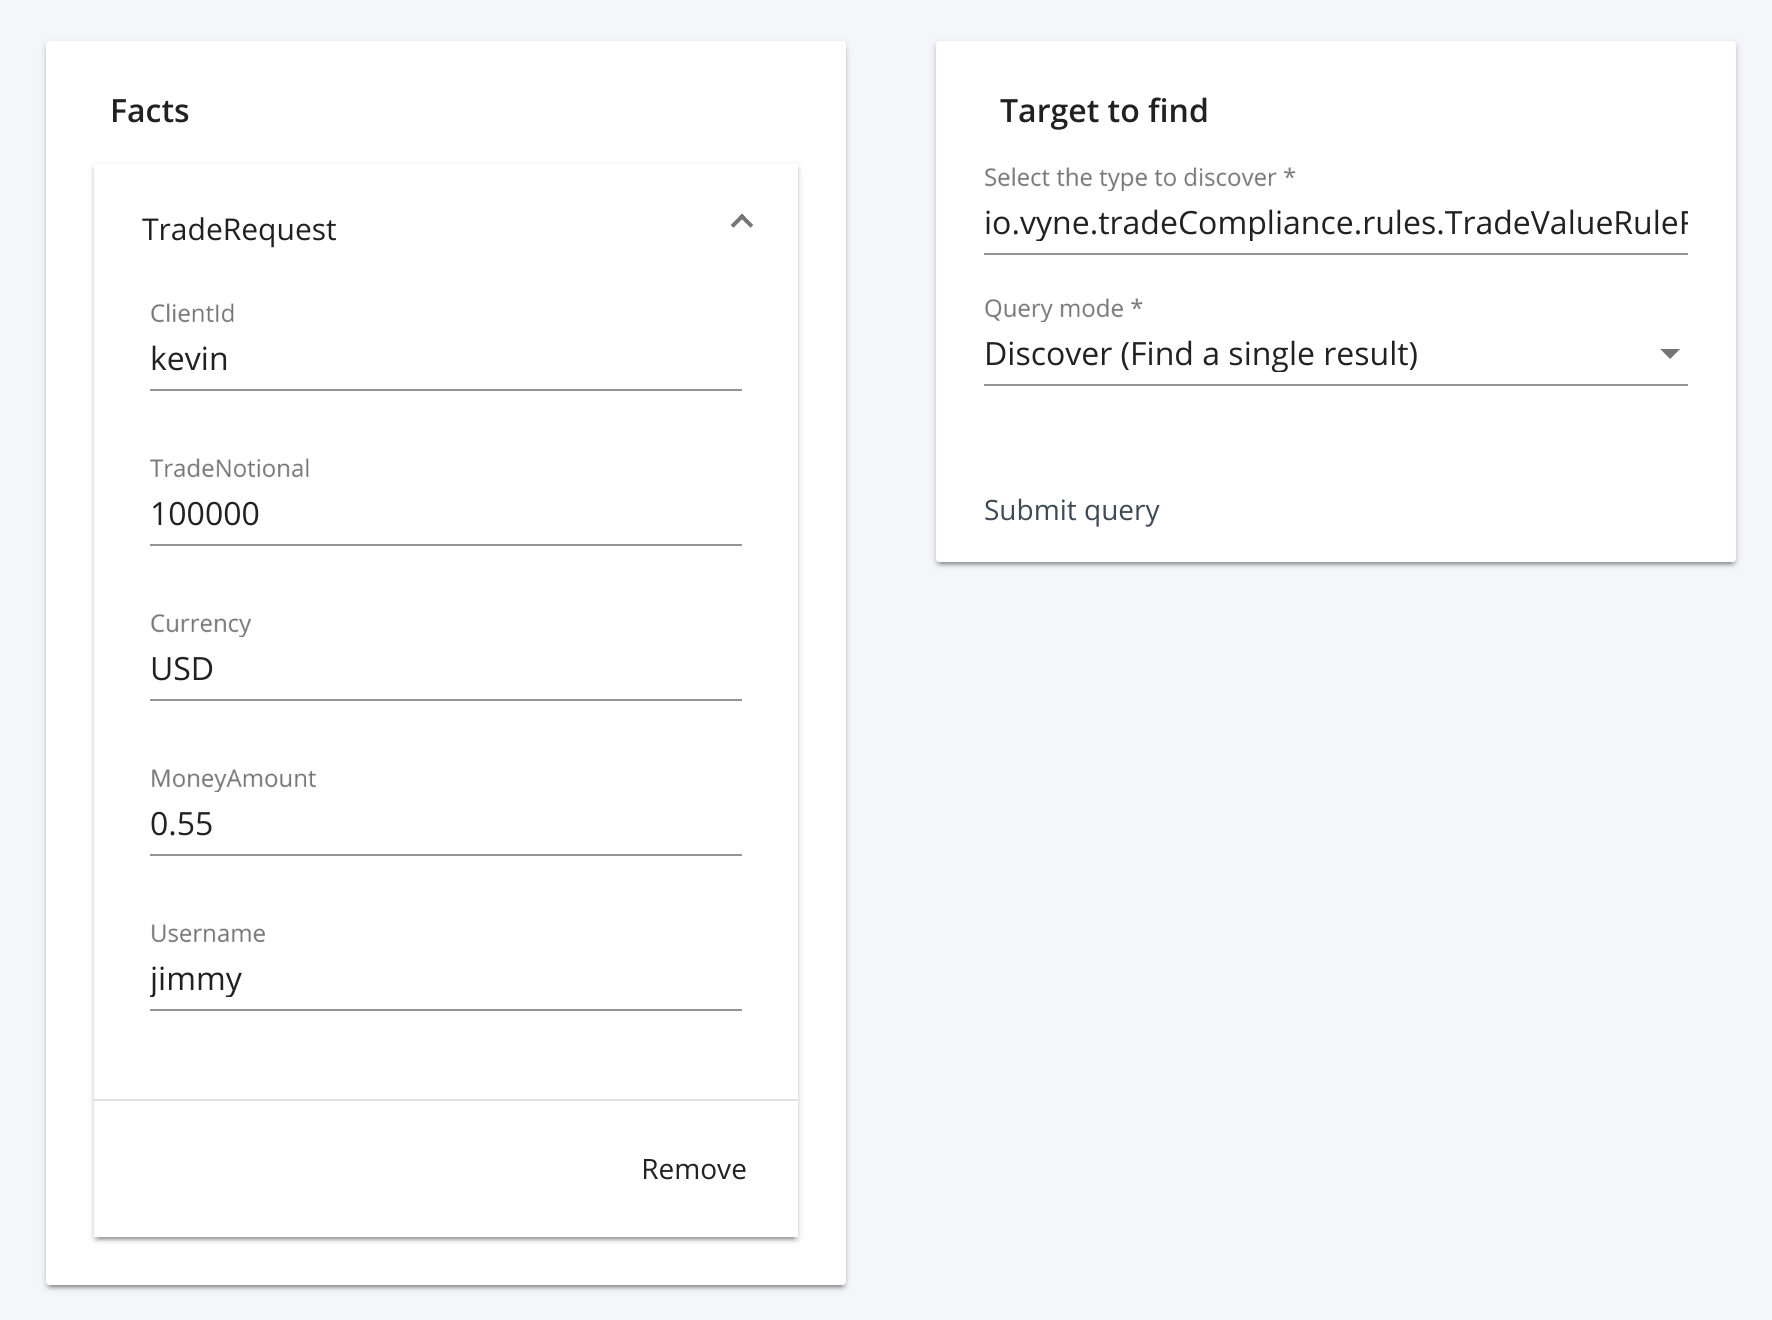 Facts
TradeRequest
ClientId
kevin
TradeNotional
100000
Currency
USD
MoneyAmount
0.55
Username
jimmy
Remove
Target to find
Select the type to discover *
io.vyne.tradeCompliance.rules.TradeValueRule
Query mode *
Discover (Find a single result)
Submit query